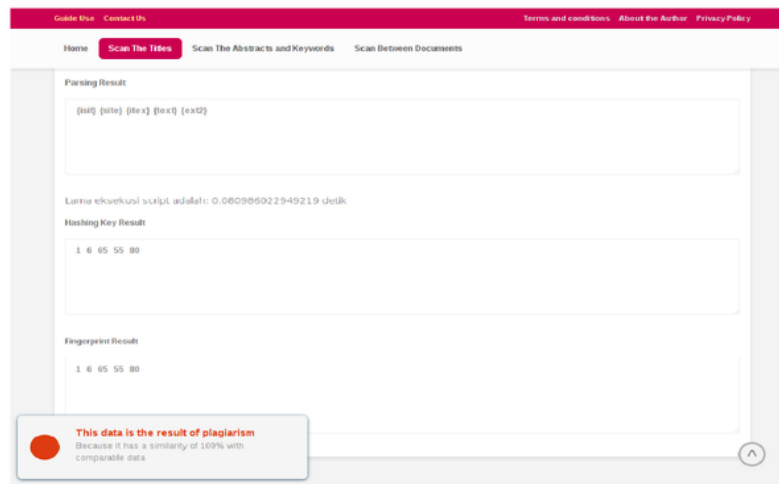 Guide Use Contact Us Terms and conditions About the Author Privacy Policy
Home Scan The Titles Scan The Abstracts and Keywords Scan Between Documents
Parsing Result
{isit} {site} {itex} {text} {ext2}
Lama eksekusi script adalah: 0.080986022949219 detik
Hashing Key Result
1 6 65 55 80
Fingerprint Result
1 6 65 55 80
This data is the result of plagiarism
Because it has a similarity of 100% with
comparable data